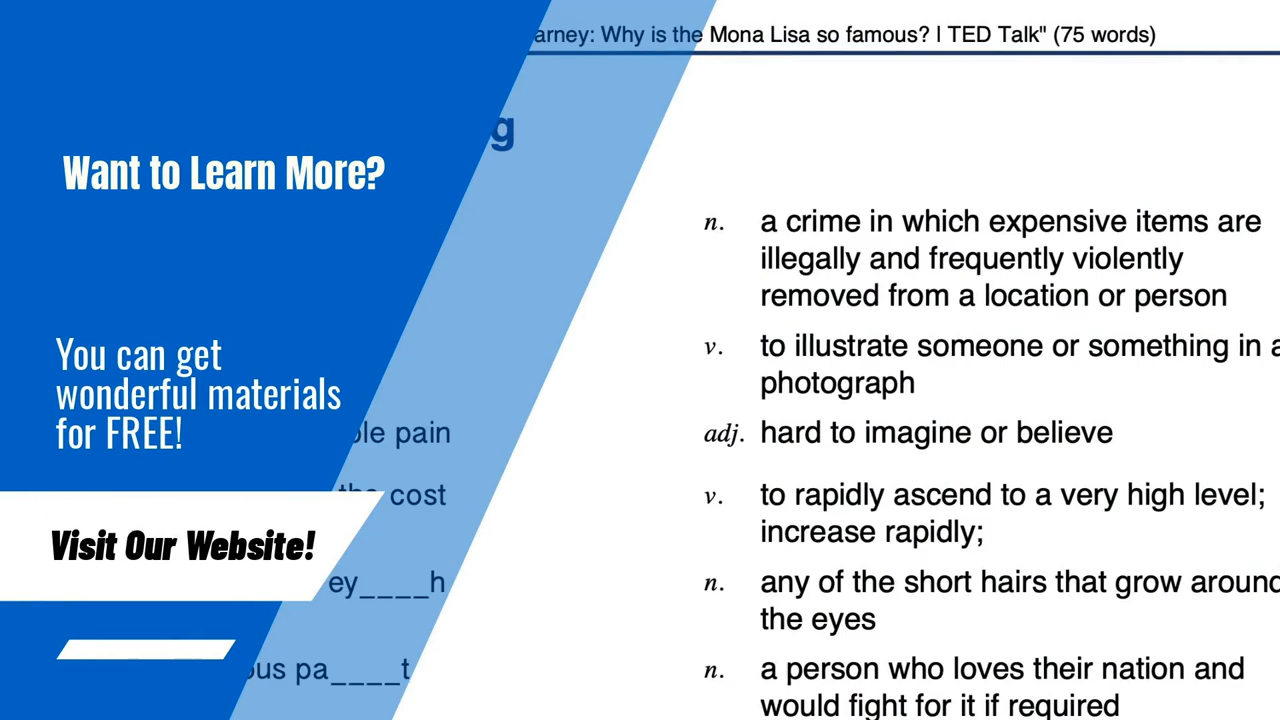 arney: Why is the Mona Lisa so famous? | TED Talk" (75 words)
g
Want to Learn More?
You can get
wonderful materials
for FREE!
Visit Our Website!
ble pain
the cost
ey____h
ous pa____t
n. a crime in which expensive items are
illegally and frequently violently
removed from a location or person
v. to illustrate someone or something in a
photograph
adj. hard to imagine or believe
v. to rapidly ascend to a very high level;
increase rapidly;
n. any of the short hairs that grow around
the eyes
n. a person who loves their nation and
would fight for it if required